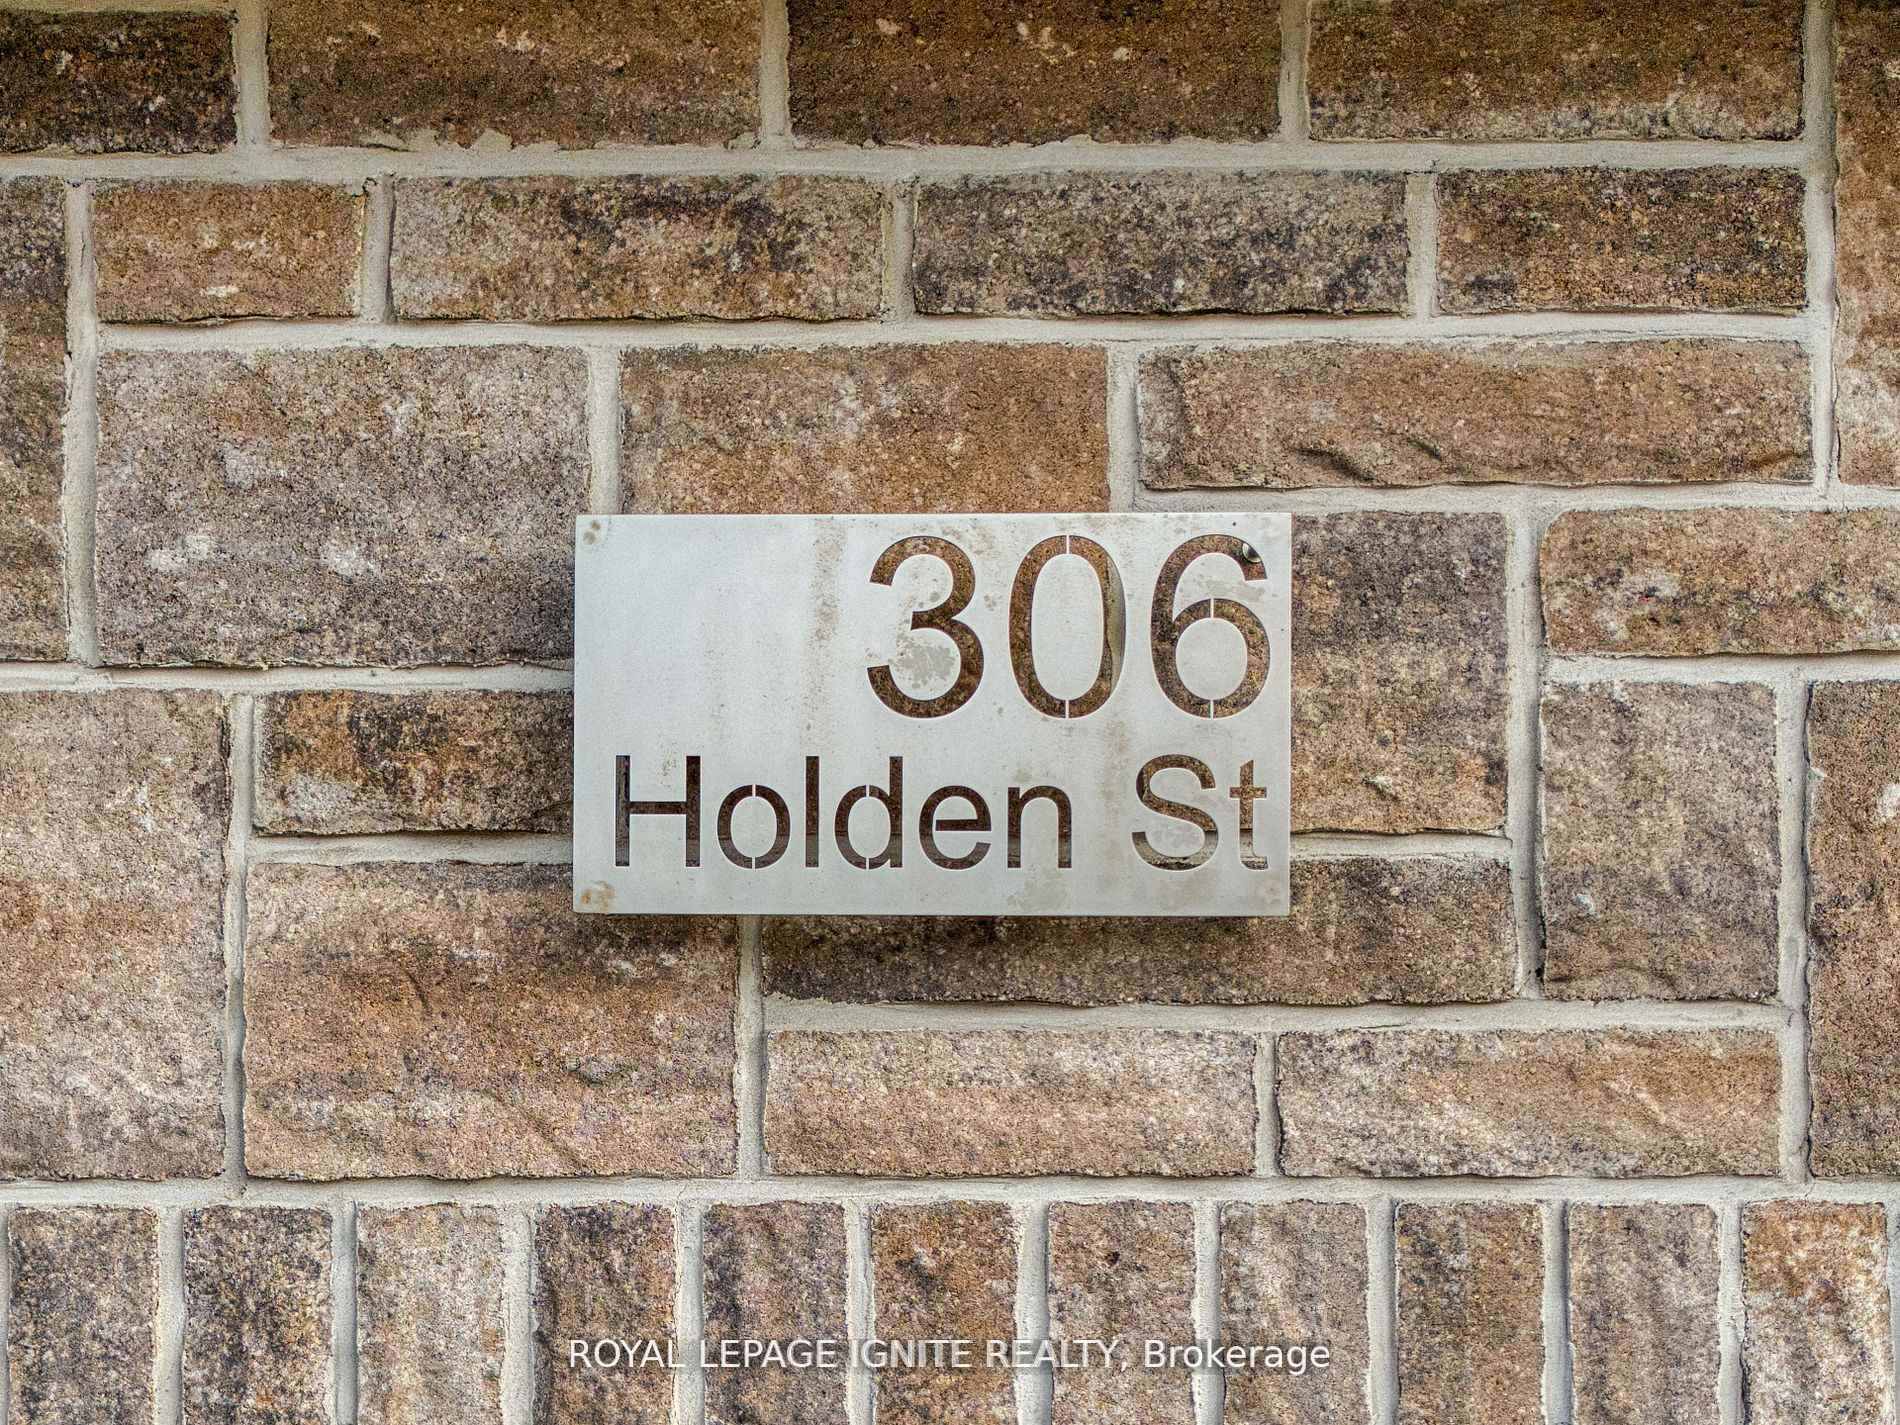 306
Holden St
ROYAL LEPAGE IGNITE REALTY, Brokerage